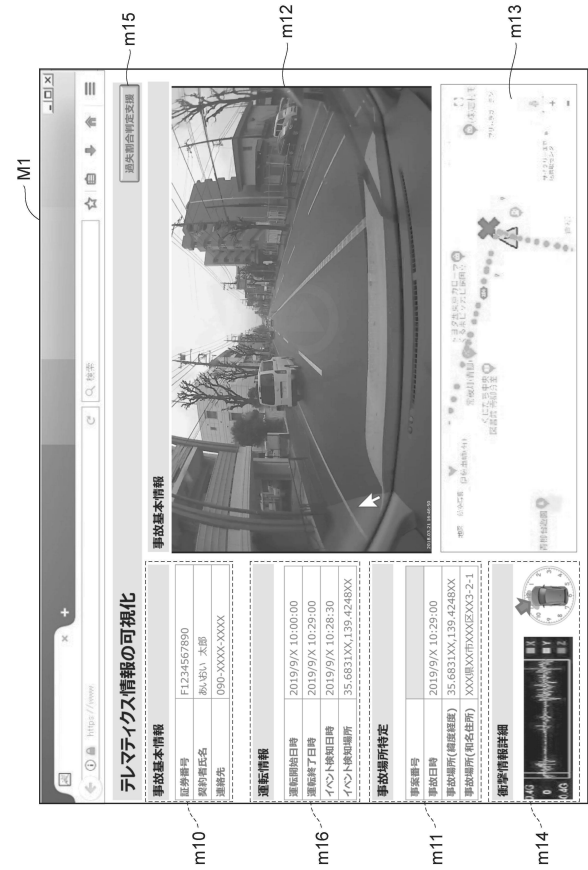 M1
https://www
検索
テレマティクス情報の可視化
過失割合判定支援
m15
事故基本情報
証券番号 F1234567890
契約者氏名 あいおい 太郎
連絡先 090-XXXX-XXXX
m10
運転情報
運転開始日時 2019/9/X 10:00:00
運転終了日時 2019/9/X 10:29:00
イベント検知日時 2019/9/X 10:28:30
イベント検知場所 35.6831XX,139.4248XX
m16
事故場所特定
事案番号
事故日時 2019/9/X 10:29:00
事故場所(緯度経度) 35.6831XX,139.4248XX
事故場所(和名住所) XXX県XX市XXX区XX3-2-1
m11
衝撃情報詳細
0
0.4G
X
Y
Z
m14
事故基本情報
m12
m13